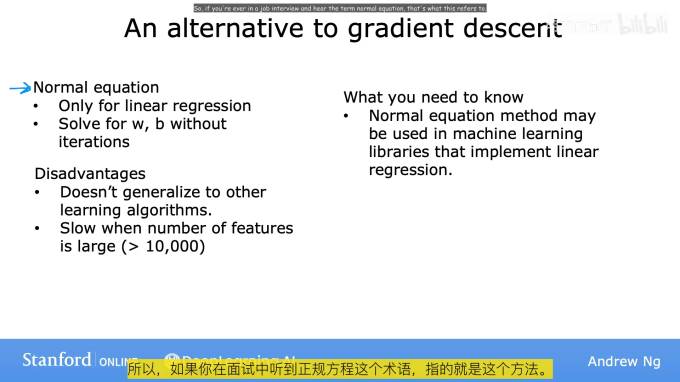 So, if you're ever in a job interview and hear the term normal equation, that's what this refers to.
An alternative to gradient descent
bilibili
Normal equation
• Only for linear regression
• Solve for w, b without
iterations
Disadvantages
• Doesn't generalize to other
learning algorithms.
• Slow when number of features
is large (> 10,000)
What you need to know
• Normal equation method may
be used in machine learning
libraries that implement linear
regression.
Stanford ONLINE
Andrew Ng
所以，如果你在面试中听到正规方程这个术语，指的就是这个方法。